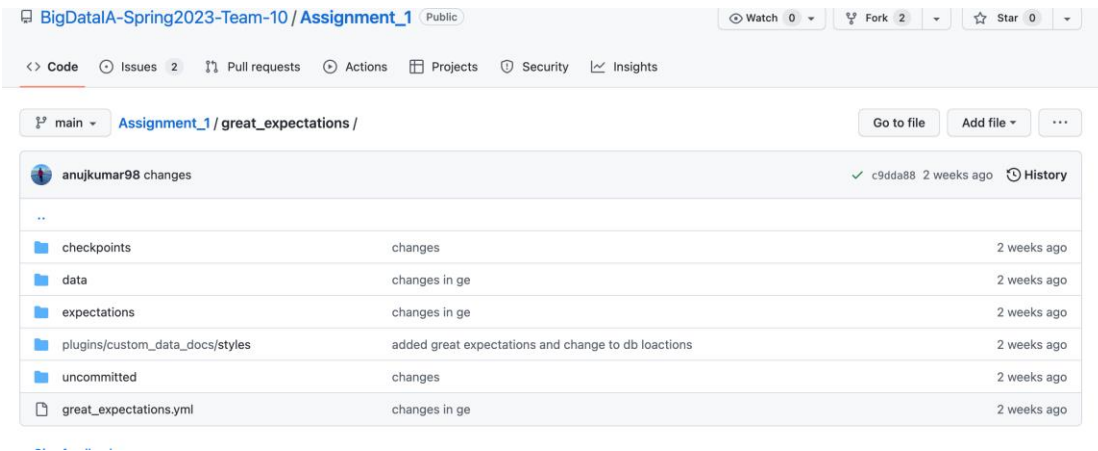 BigDataIA-Spring2023-Team-10 / Assignment_1 Public Watch 0 Fork 2 Star 0
<> Code Issues 2 Pull requests Actions Projects Security Insights
main Assignment_1 / great_expectations / Go to file Add file ...
anujkumar98 changes c9dda88 2 weeks ago History
..
checkpoints changes 2 weeks ago
data changes in ge 2 weeks ago
expectations changes in ge 2 weeks ago
plugins/custom_data_docs/styles added great expectations and change to db loactions 2 weeks ago
uncommitted changes 2 weeks ago
great_expectations.yml changes in ge 2 weeks ago